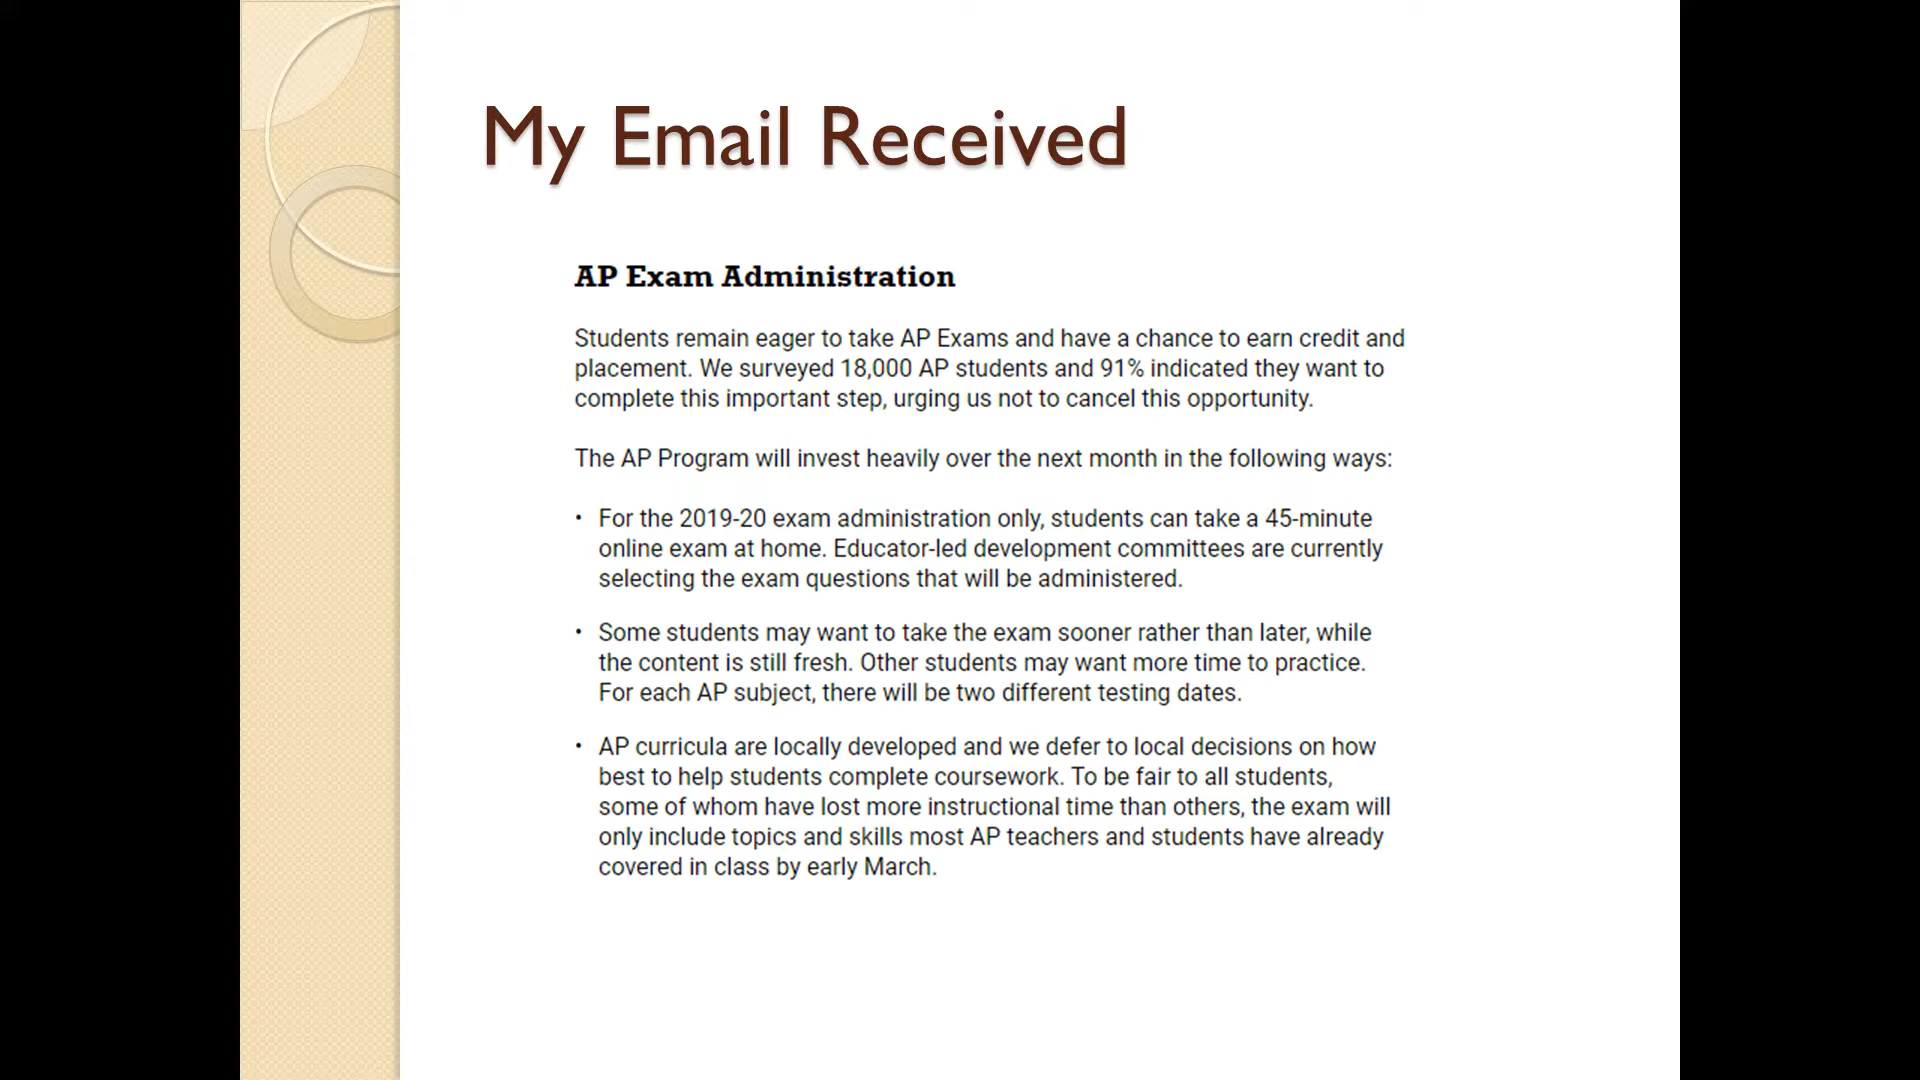 My Email Received
AP Exam Administration
Students remain eager to take AP Exams and have a chance to earn credit and
placement. We surveyed 18,000 AP students and 91% indicated they want to
complete this important step, urging us not to cancel this opportunity.
The AP Program will invest heavily over the next month in the following ways:
• For the 2019-20 exam administration only, students can take a 45-minute
online exam at home. Educator-led development committees are currently
selecting the exam questions that will be administered.
• Some students may want to take the exam sooner rather than later, while
the content is still fresh. Other students may want more time to practice.
For each AP subject, there will be two different testing dates.
• AP curricula are locally developed and we defer to local decisions on how
best to help students complete coursework. To be fair to all students,
some of whom have lost more instructional time than others, the exam will
only include topics and skills most AP teachers and students have already
covered in class by early March.